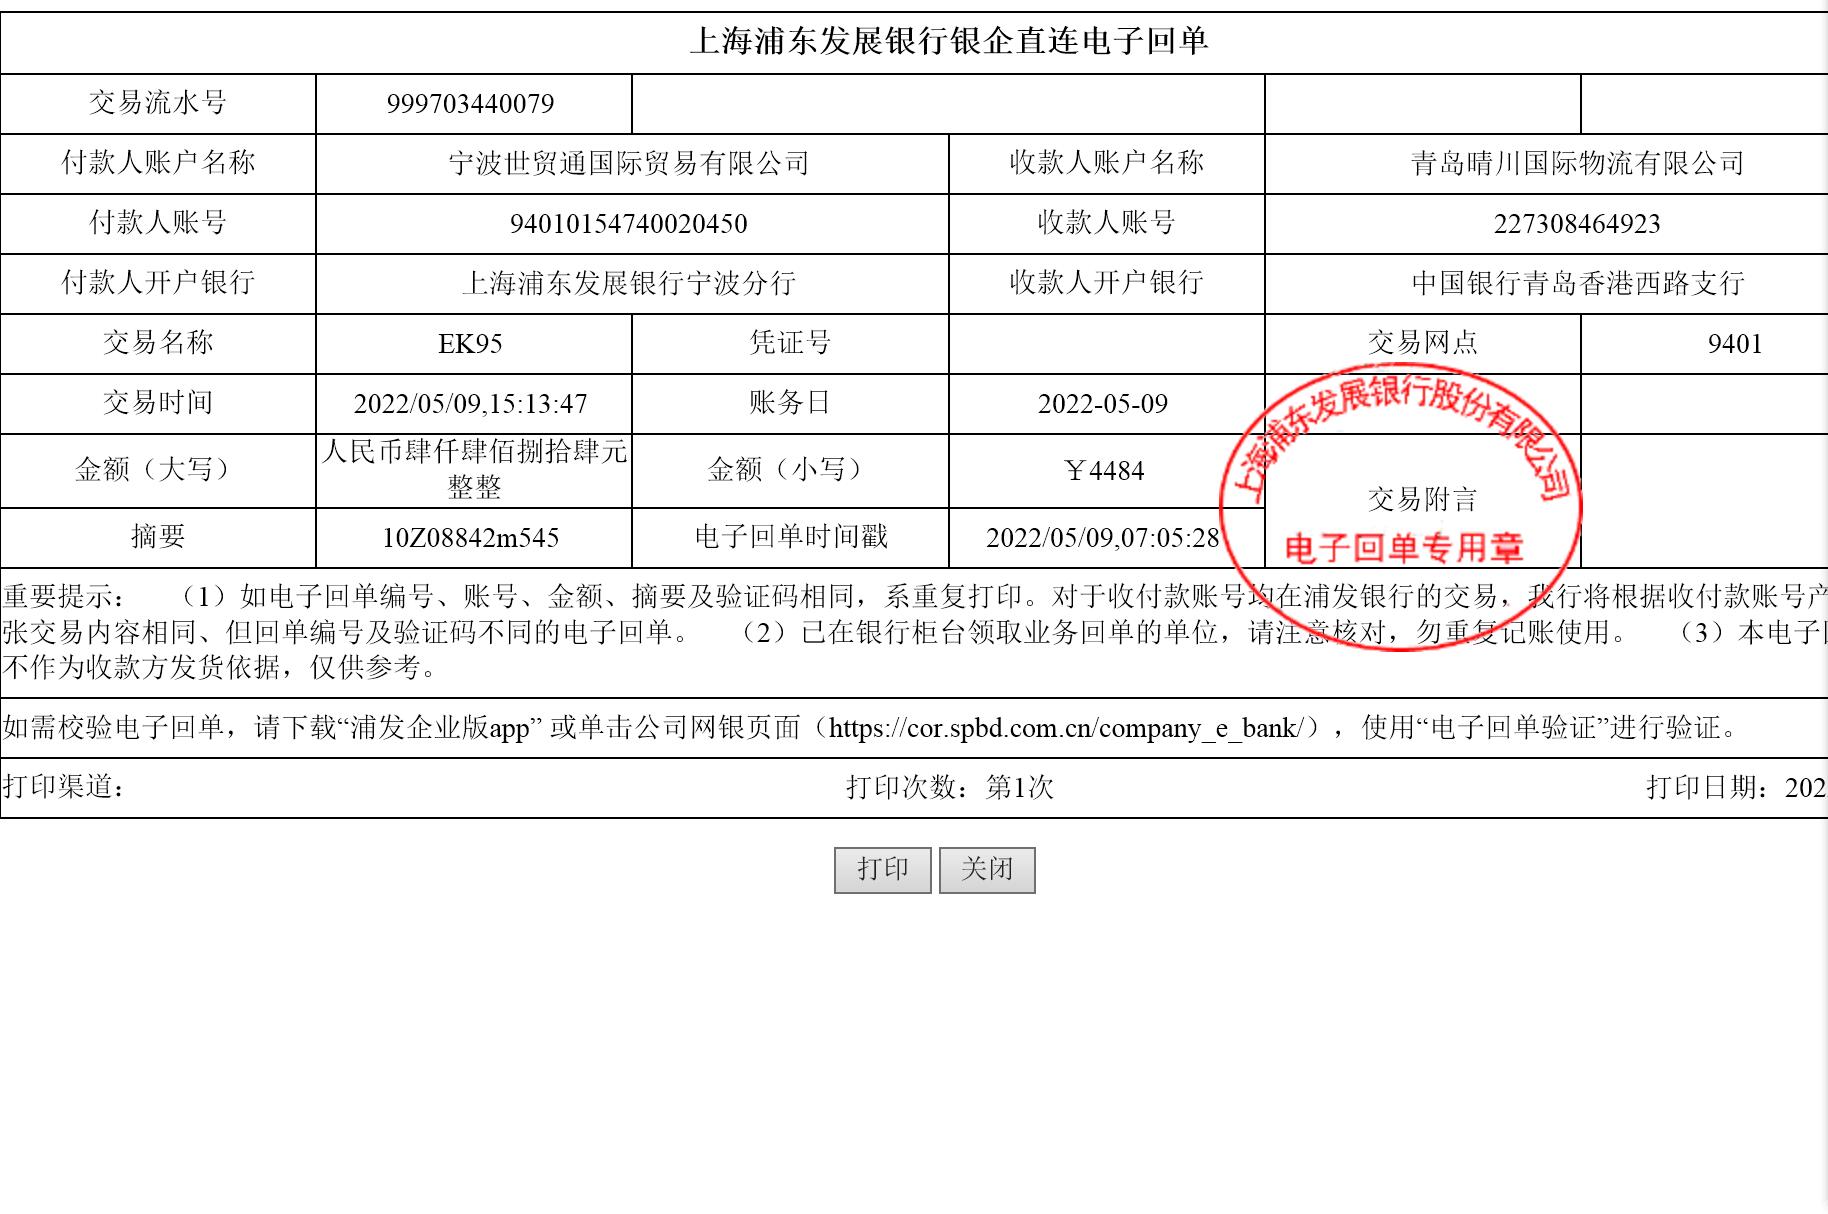 上海浦东发展银行银企直连电子回单
交易流水号 999703440079
付款人账户名称 宁波世贸通国际贸易有限公司 收款人账户名称 青岛晴川国际物流有限公司
付款人账号 94010154740020450 收款人账号 227308464923
付款人开户银行 上海浦东发展银行宁波分行 收款人开户银行 中国银行青岛香港西路支行
交易名称 EK95 凭证号 交易网点 9401
交易时间 2022/05/09,15:13:47 账务日 2022-05-09
金额（大写） 人民币肆仟肆佰捌拾肆元
整整 金额（小写） ￥4484
交易附言
摘要 10Z08842m545 电子回单时间戳 2022/05/09,07:05:28
上海浦东发展银行股份有限公司
电子回单专用章
重要提示： （1）如电子回单编号、账号、金额、摘要及验证码相同，系重复打印。对于收付款账号均在浦发银行的交易，我行将根据收付款账号产
张交易内容相同、但回单编号及验证码不同的电子回单。 （2）已在银行柜台领取业务回单的单位，请注意核对，勿重复记账使用。 （3）本电子
不作为收款方发货依据，仅供参考。
如需校验电子回单，请下载“浦发企业版app” 或单击公司网银页面（https://cor.spbd.com.cn/company_e_bank/），使用“电子回单验证”进行验证。
打印渠道： 打印次数：第1次 打印日期：202
打印 关闭